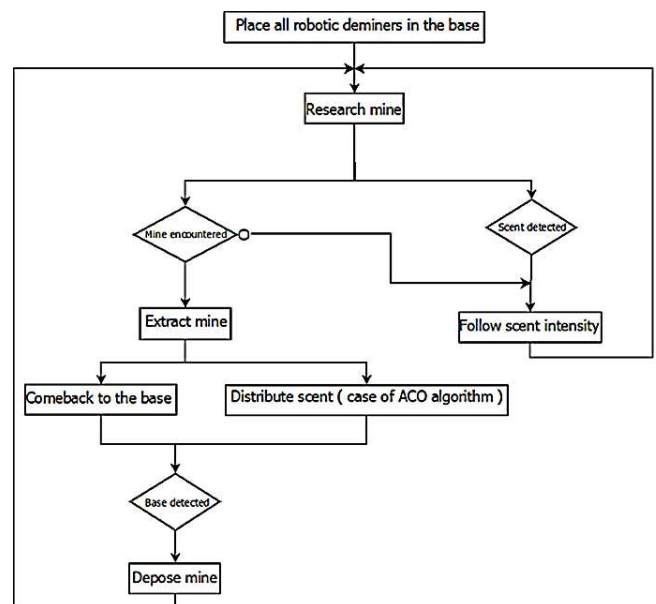 Place all robotic deminers in the base
Research mine
Mine encountered
Scent detected
Extract mine
Follow scent intensity
Comeback to the base
Distribute scent ( case of ACO algorithm )
Base detected
Depose mine